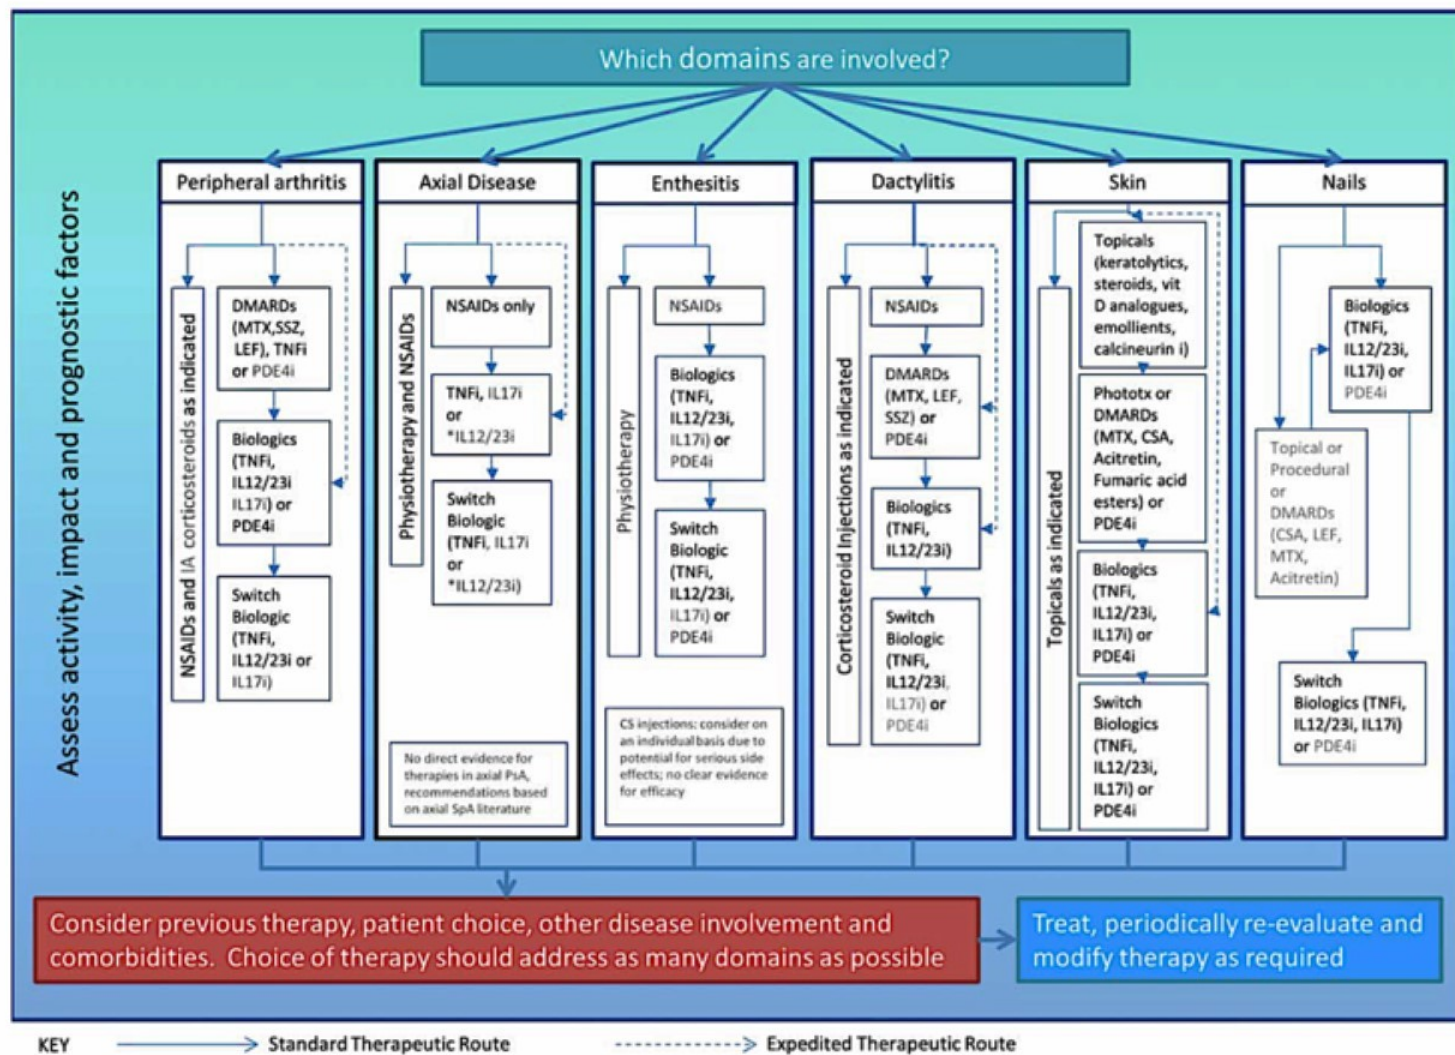 Which domains are involved?
Assess activity, impact and prognostic factors
Peripheral arthritis
NSAIDs and IA corticosteroids as indicated
DMARDs
(MTX,SSZ,
LEF), TNFi
or PDE4i
Biologics
(TNFi,
IL12/23i
IL17i) or
PDE4i
Switch
Biologic
(TNFi,
IL12/23i or
IL17i)
Axial Disease
Physiotherapy and NSAIDs
NSAIDs only
TNFi, IL17i
or
*IL12/23i
Switch
Biologic
(TNFi, IL17i
or
*IL12/23i)
No direct evidence for
therapies in axial PsA,
recommendations based
on axial SpA literature
Enthesitis
Physiotherapy
NSAIDs
Biologics
(TNFi,
IL12/23i,
IL17i) or
PDE4i
Switch
Biologic
(TNFi,
IL12/23i,
IL17i) or
PDE4i
CS injections: consider on
an individual basis due to
potential for serious side
effects; no clear evidence
for efficacy
Dactylitis
Corticosteroid Injections as indicated
NSAIDs
DMARDs
(MTX, LEF,
SSZ) or
PDE4i
Biologics
(TNFi,
IL12/23i)
Switch
Biologic
(TNFi,
IL12/23i,
IL17i) or
PDE4i
Skin
Topicals as indicated
Topicals
(keratolytics,
steroids, vit
D analogues,
emollients,
calcineurin i)
Phototx or
DMARDs
(MTX, CSA,
Acitretin,
Fumaric acid
esters) or
PDE4i
Biologics
(TNFi,
IL12/23i,
IL17i) or
PDE4i
Switch
Biologics
(TNFi,
IL12/23i,
IL17i) or
PDE4i
Nails
Biologics
(TNFi,
IL12/23i,
IL17i) or
PDE4i
Topical or
Procedural
or
DMARDs
(CSA, LEF,
MTX,
Acitretin)
Switch
Biologics (TNFi,
IL12/23i, IL17i)
or PDE4i
Consider previous therapy, patient choice, other disease involvement and
comorbidities. Choice of therapy should address as many domains as possible
Treat, periodically re-evaluate and
modify therapy as required
KEY
Standard Therapeutic Route
Expedited Therapeutic Route